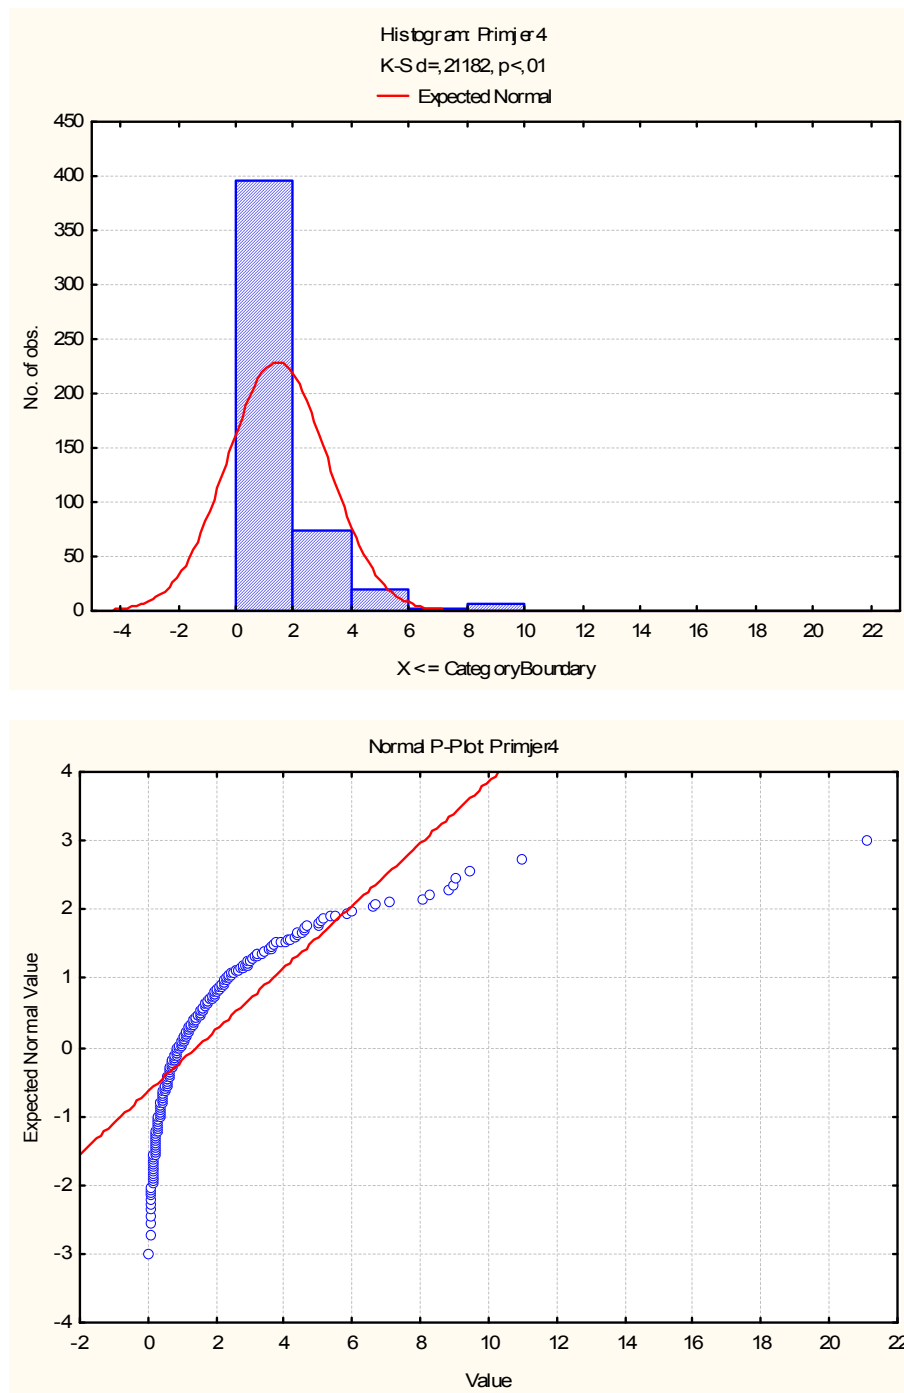 Histogram: Primjer4
K-S d=,21182, p<,01
Expected Normal
450
400
350
300
250
200
150
100
50
0
No. of obs.
-4 -2 0 2 4 6 8 10 12 14 16 18 20 22
X <= Category Boundary
Normal P-Plot: Primjer4
4
3
2
1
0
-1
-2
-3
-4
Expected Normal Value
-2 0 2 4 6 8 10 12 14 16 18 20 22
Value